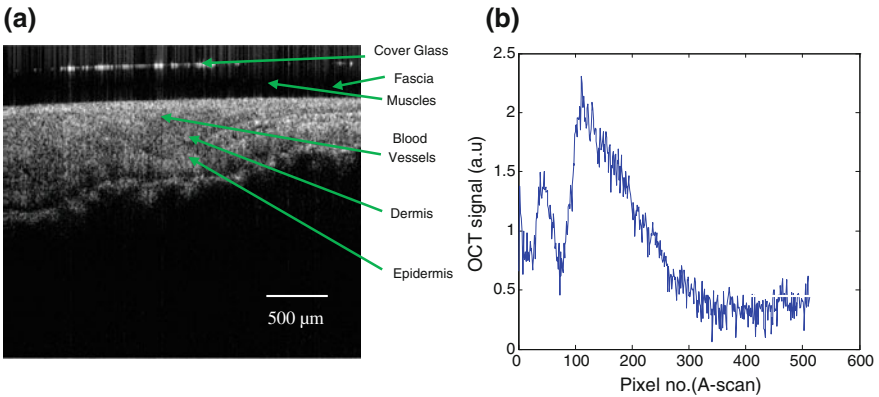 (a)
Cover Glass
Fascia
Muscles
Blood
Vessels
Dermis
Epidermis
500 μm
(b)
2.5
2
1.5
1
0.5
0
0
100
200
300
400
500
600
OCT signal (a.u)
Pixel no.(A-scan)